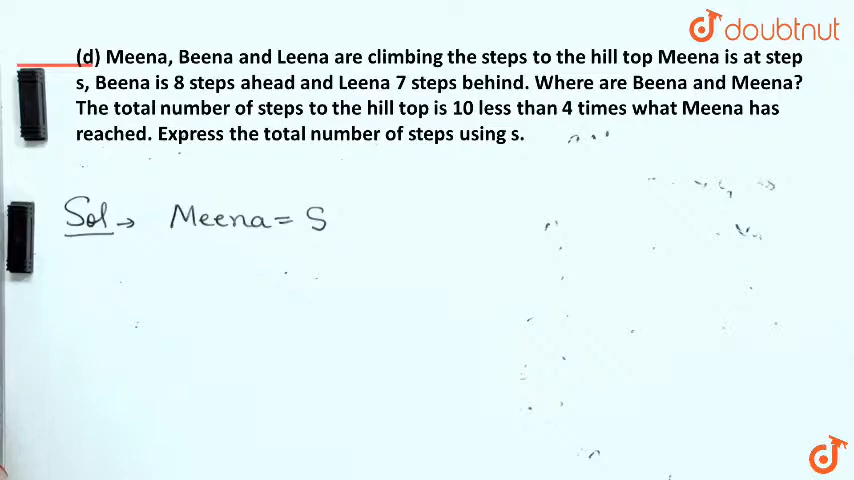 doubtnut
(d) Meena, Beena and Leena are climbing the steps to the hill top Meena is at step
s, Beena is 8 steps ahead and Leena 7 steps behind. Where are Beena and Meena?
The total number of steps to the hill top is 10 less than 4 times what Meena has
reached. Express the total number of steps using s.
Sol → Meena = S